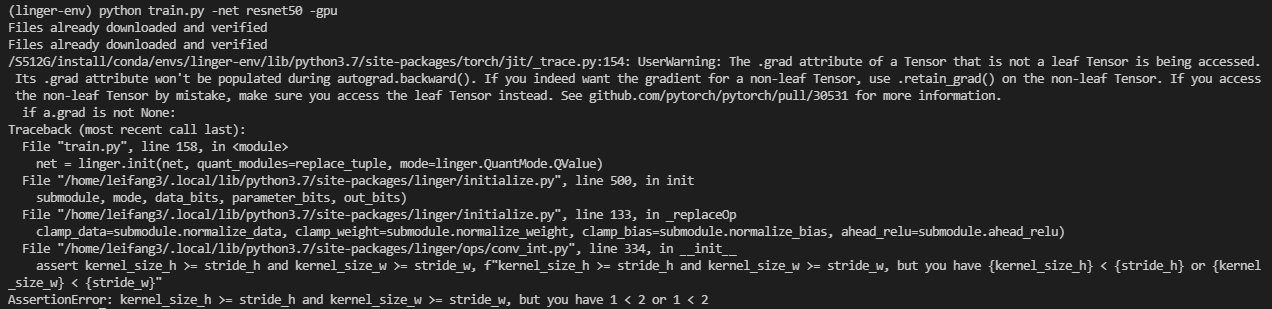 (linger-env) python train.py -net resnet50 -gpu
Files already downloaded and verified
Files already downloaded and verified
/S512G/install/conda/envs/linger-env/lib/python3.7/site-packages/torch/jit/_trace.py:154: UserWarning: The .grad attribute of a Tensor that is not a leaf Tensor is being accessed.
 Its .grad attribute won't be populated during autograd.backward(). If you indeed want the gradient for a non-leaf Tensor, use .retain_grad() on the non-leaf Tensor. If you access
 the non-leaf Tensor by mistake, make sure you access the leaf Tensor instead. See github.com/pytorch/pytorch/pull/30531 for more information.
  if a.grad is not None:
Traceback (most recent call last):
  File "train.py", line 158, in <module>
    net = linger.init(net, quant_modules=replace_tuple, mode=linger.QuantMode.QValue)
  File "/home/leifang3/.local/lib/python3.7/site-packages/linger/initialize.py", line 500, in init
    submodule, mode, data_bits, parameter_bits, out_bits)
  File "/home/leifang3/.local/lib/python3.7/site-packages/linger/initialize.py", line 133, in _replaceOp
    clamp_data=submodule.normalize_data, clamp_weight=submodule.normalize_weight, clamp_bias=submodule.normalize_bias, ahead_relu=submodule.ahead_relu)
  File "/home/leifang3/.local/lib/python3.7/site-packages/linger/ops/conv_int.py", line 334, in __init__
    assert kernel_size_h >= stride_h and kernel_size_w >= stride_w, f"kernel_size_h >= stride_h and kernel_size_w >= stride_w, but you have {kernel_size_h} < {stride_h} or {kernel
_size_w} < {stride_w}"
AssertionError: kernel_size_h >= stride_h and kernel_size_w >= stride_w, but you have 1 < 2 or 1 < 2